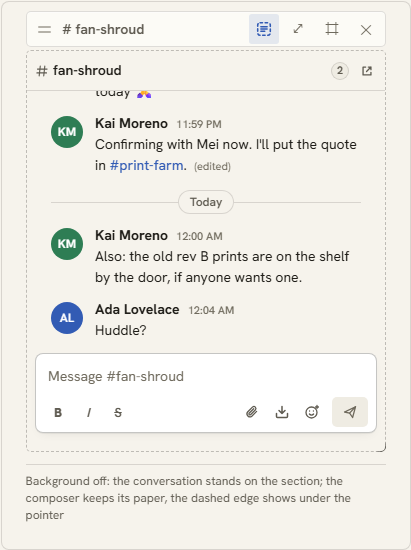 # fan-shroud
# fan-shroud
2
today
KM
Kai Moreno 11:59 PM
Confirming with Mei now. I'll put the quote
in #print-farm. (edited)
Today
KM
Kai Moreno 12:00 AM
Also: the old rev B prints are on the shelf
by the door, if anyone wants one.
AL
Ada Lovelace 12:04 AM
Huddle?
Message #fan-shroud
B I S
Background off: the conversation stands on the section; the
composer keeps its paper, the dashed edge shows under the
pointer